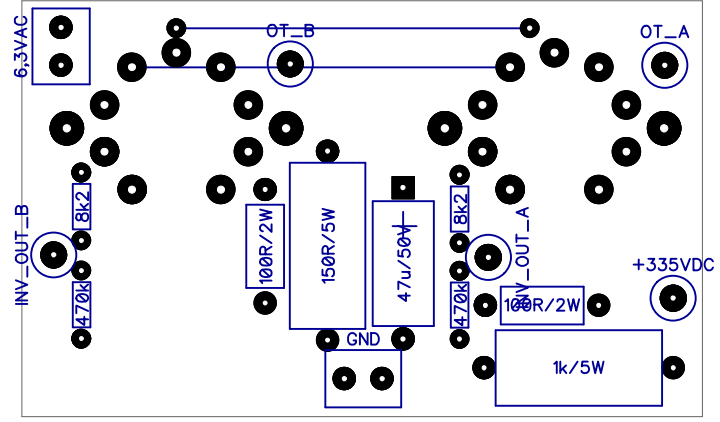 6,3VAC
OT_B
OT_A
INV_OUT_B
8k2
470k
100R/2W
150R/5W
47u/50V
8k2
470k
INV_OUT_A
100R/2W
+335VDC
GND
1k/5W